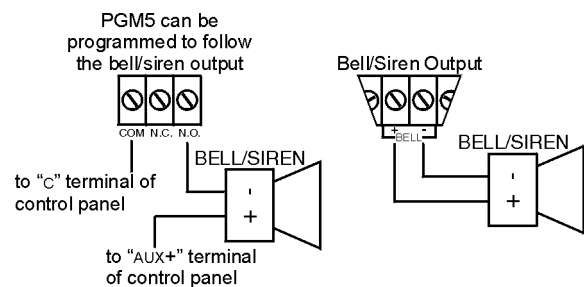 PGM5 can be
programmed to follow
the bell/siren output
COM N.C. N.O.
BELL/SIREN
-
+
to "C" terminal of
control panel
to "AUX+" terminal
of control panel
Bell/Siren Output
+ -
BELL
BELL/SIREN
-
+